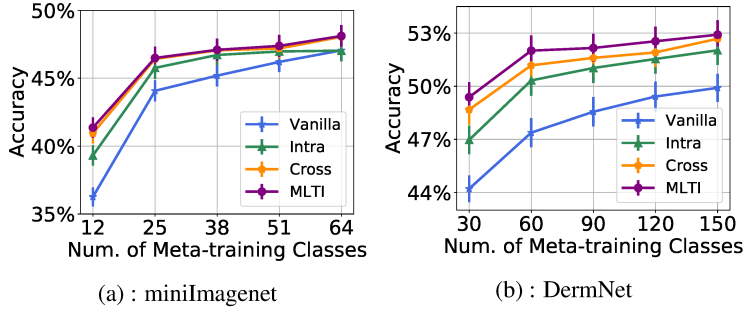 50%
45%
40%
35%
Accuracy
12 25 38 51 64
Num. of Meta-training Classes
Vanilla
Intra
Cross
MLTI
(a) : miniImagenet
53%
50%
47%
44%
Accuracy
30 60 90 120 150
Num. of Meta-training Classes
Vanilla
Intra
Cross
MLTI
(b) : DermNet